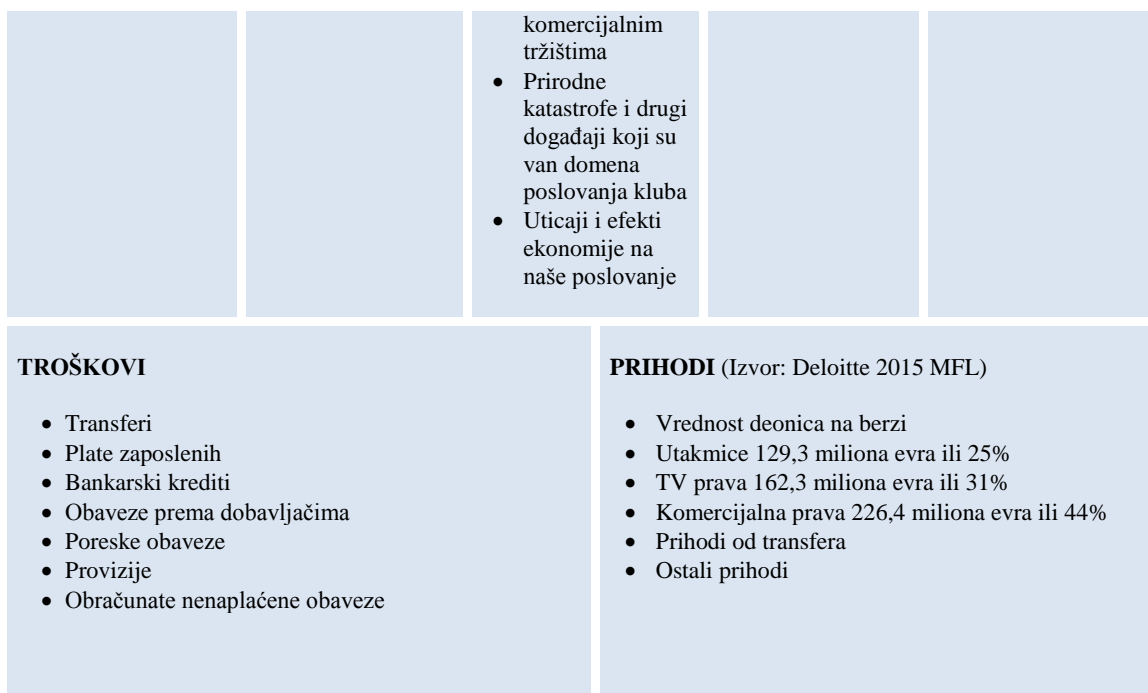 komercijalnim
tržištima
• Prirodne
katastrofe i drugi
događaji koji su
van domena
poslovanja kluba
• Uticaji i efekti
ekonomije na
naše poslovanje
TROŠKOVI
• Transferi
• Plate zaposlenih
• Bankarski krediti
• Obaveze prema dobavljačima
• Poreske obaveze
• Provizije
• Obračunate nenaplaćene obaveze
PRIHODI (Izvor: Deloitte 2015 MFL)
• Vrednost deonica na berzi
• Utakmice 129,3 miliona evra ili 25%
• TV prava 162,3 miliona evra ili 31%
• Komercijalna prava 226,4 miliona evra ili 44%
• Prihodi od transfera
• Ostali prihodi